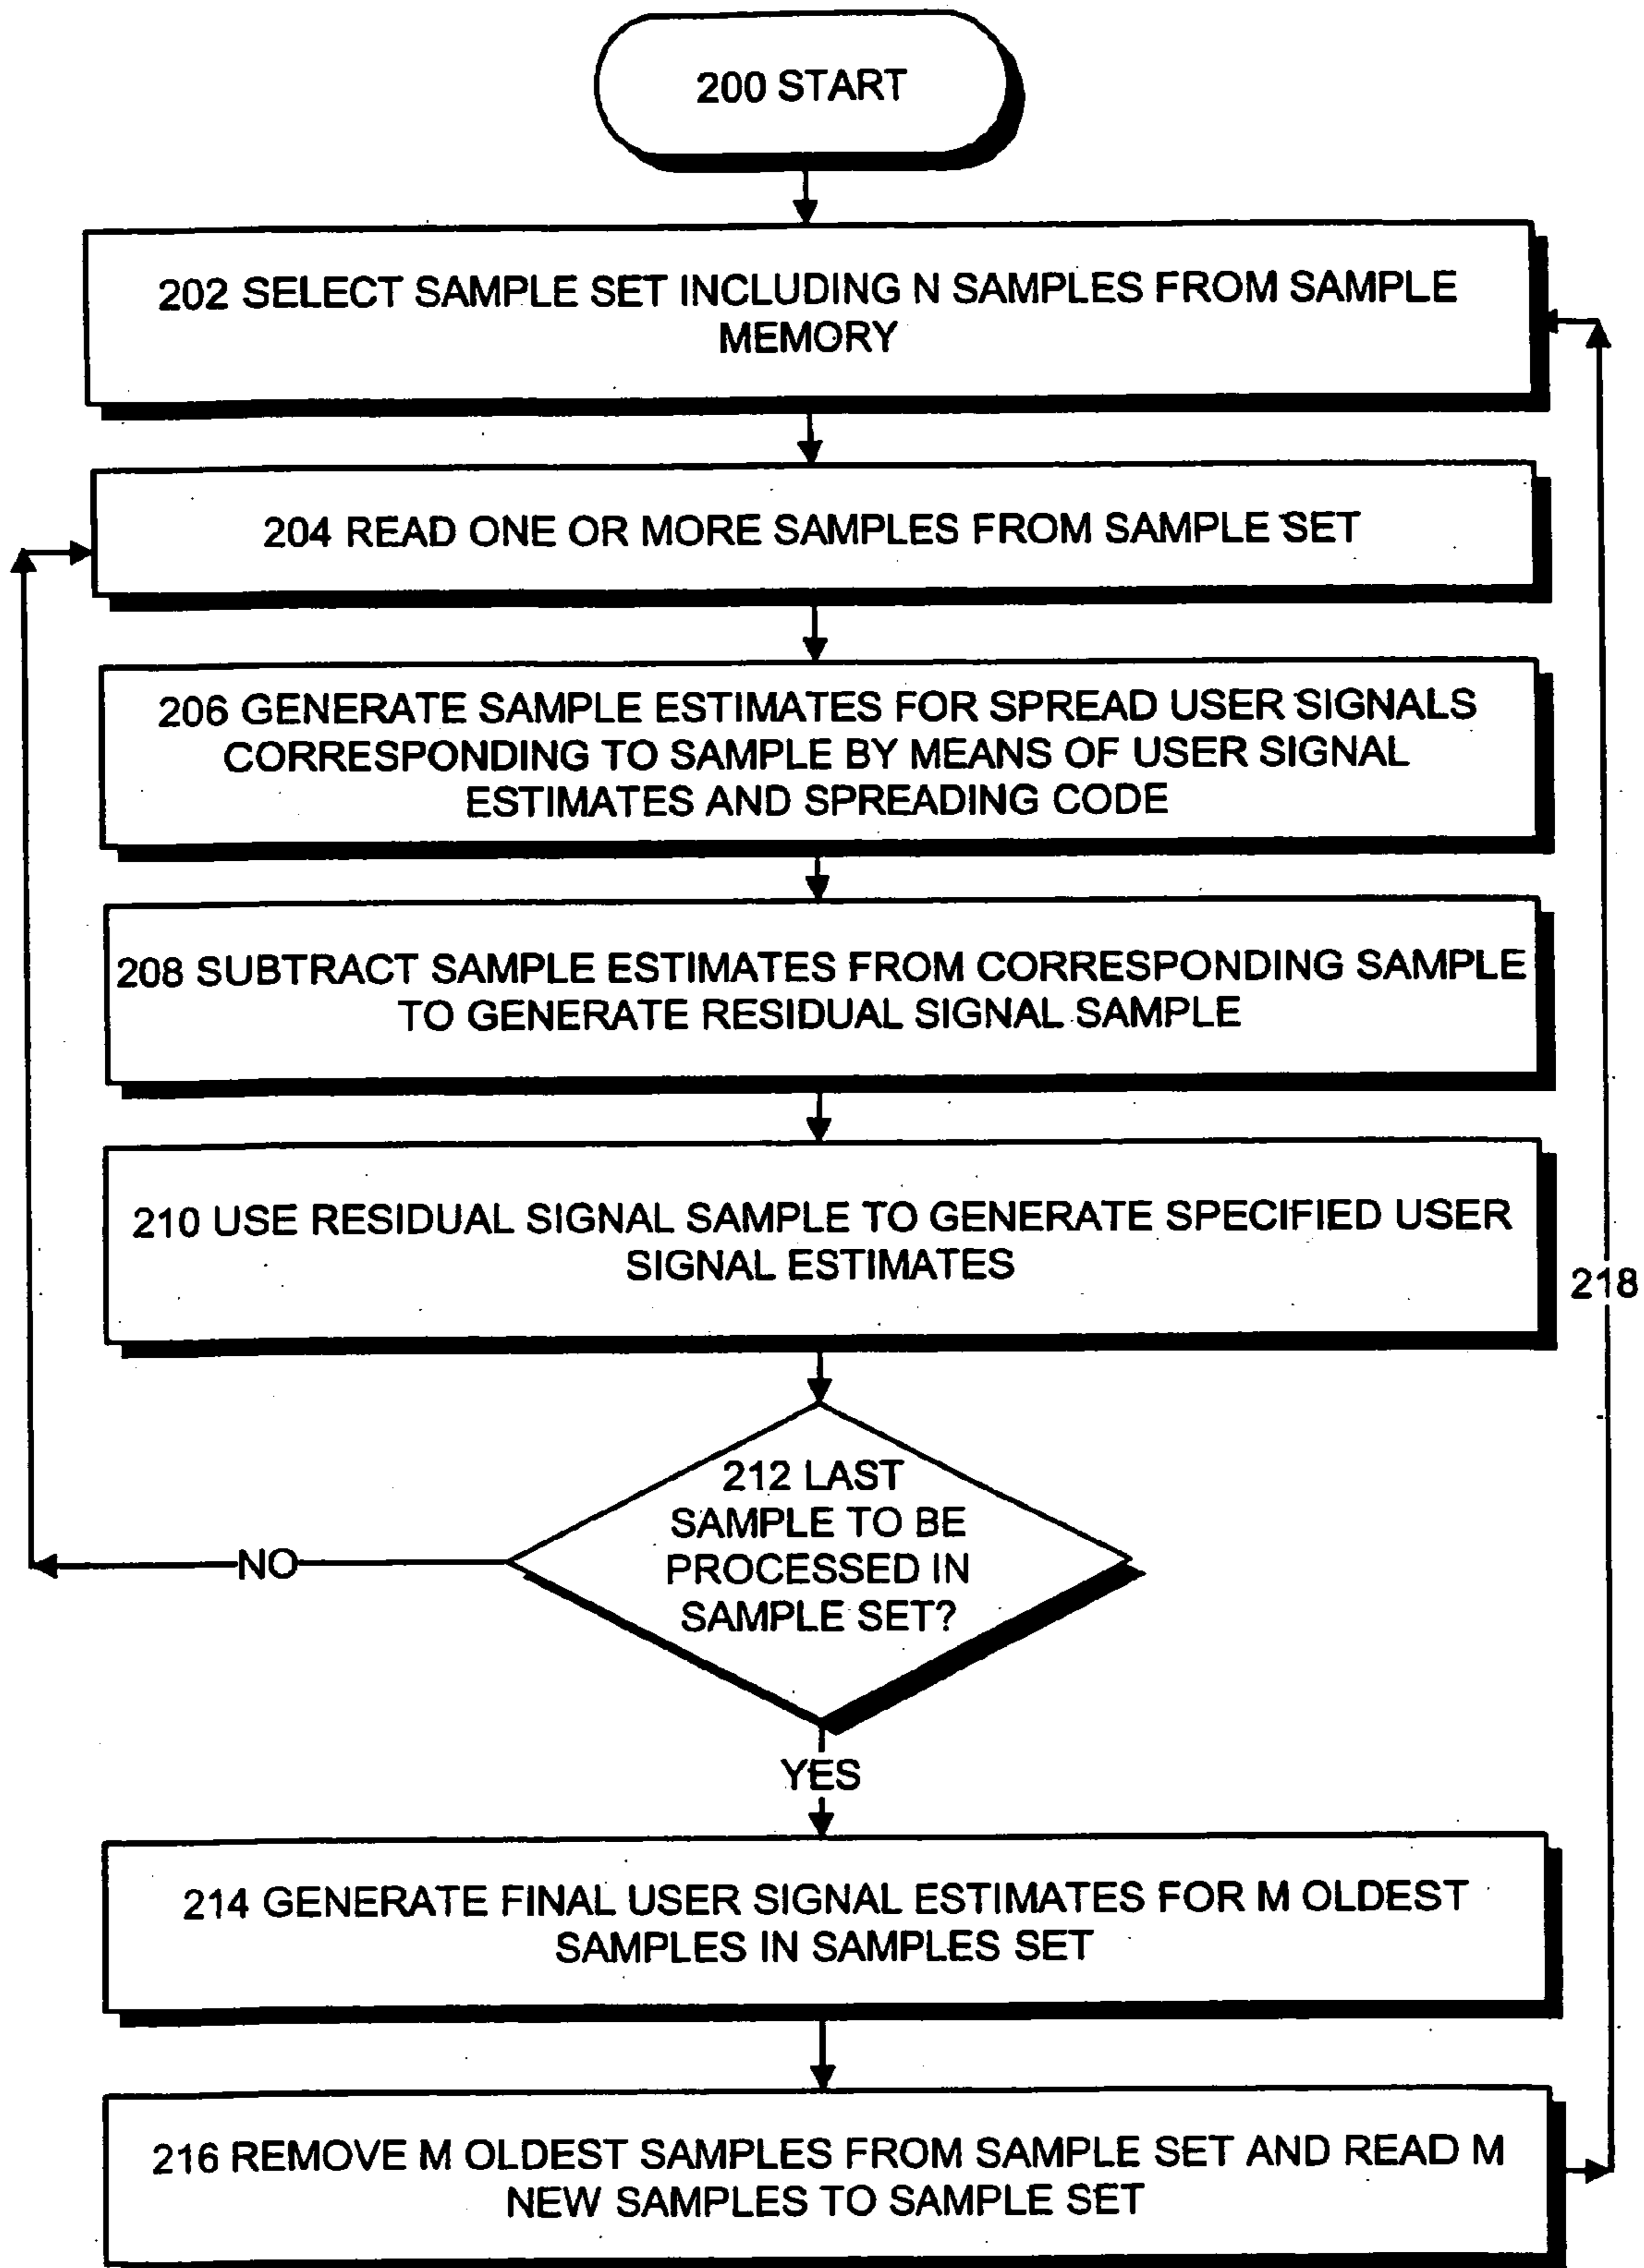 200 START
202 SELECT SAMPLE SET INCLUDING N SAMPLES FROM SAMPLE
MEMORY
204 READ ONE OR MORE SAMPLES FROM SAMPLE SET
206 GENERATE SAMPLE ESTIMATES FOR SPREAD USER SIGNALS
CORRESPONDING TO SAMPLE BY MEANS OF USER SIGNAL
ESTIMATES AND SPREADING CODE
208 SUBTRACT SAMPLE ESTIMATES FROM CORRESPONDING SAMPLE
TO GENERATE RESIDUAL SIGNAL SAMPLE
210 USE RESIDUAL SIGNAL SAMPLE TO GENERATE SPECIFIED USER
SIGNAL ESTIMATES
218
212 LAST
SAMPLE TO BE
PROCESSED IN
SAMPLE SET?
NO
YES
214 GENERATE FINAL USER SIGNAL ESTIMATES FOR M OLDEST
SAMPLES IN SAMPLES SET
216 REMOVE M OLDEST SAMPLES FROM SAMPLE SET AND READ M
NEW SAMPLES TO SAMPLE SET